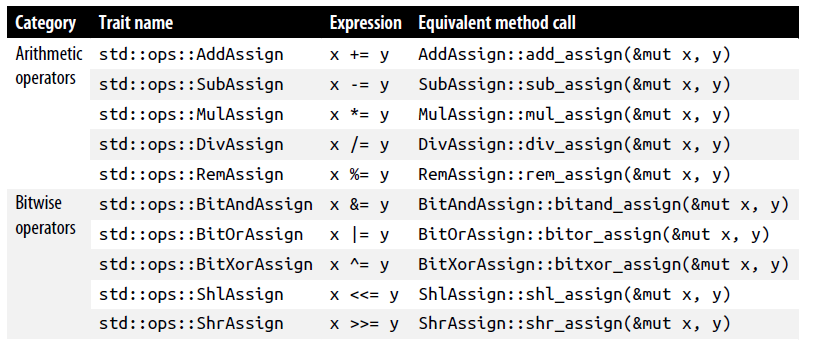 Category Trait name Expression Equivalent method call
Arithmetic std::ops::AddAssign x += y AddAssign::add_assign(&mut x, y)
operators std::ops::SubAssign x -= y SubAssign::sub_assign(&mut x, y)
std::ops::MulAssign x *= y MulAssign::mul_assign(&mut x, y)
std::ops::DivAssign x /= y DivAssign::div_assign(&mut x, y)
std::ops::RemAssign x %= y RemAssign::rem_assign(&mut x, y)
Bitwise std::ops::BitAndAssign x &= y BitAndAssign::bitand_assign(&mut x, y)
operators std::ops::BitOrAssign x |= y BitOrAssign::bitor_assign(&mut x, y)
std::ops::BitXorAssign x ^= y BitXorAssign::bitxor_assign(&mut x, y)
std::ops::ShlAssign x <<= y ShlAssign::shl_assign(&mut x, y)
std::ops::ShrAssign x >>= y ShrAssign::shr_assign(&mut x, y)